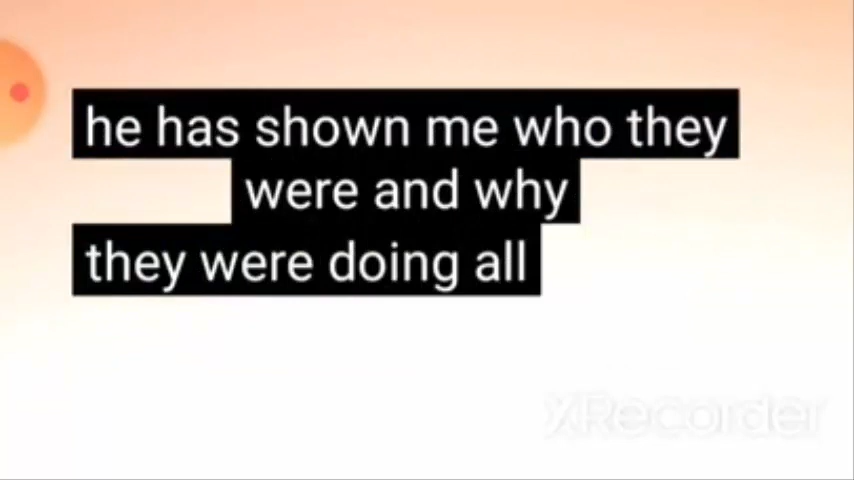 he has shown me who they
were and why
they were doing all
XRecorder